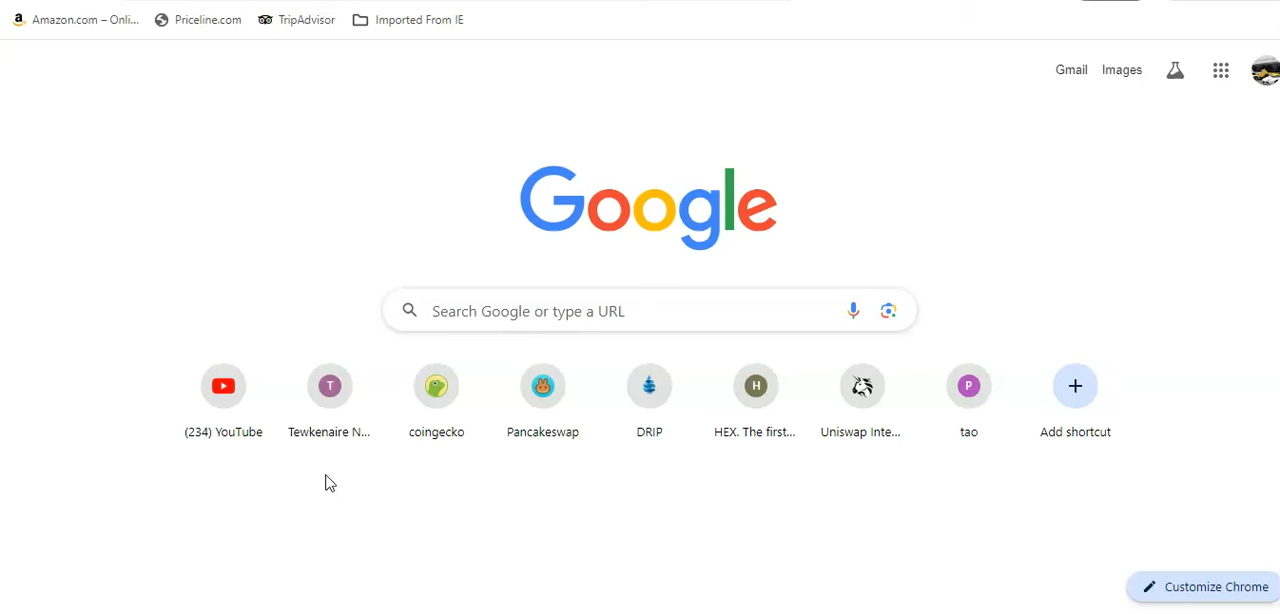 a Amazon.com – Onli... Priceline.com TripAdvisor Imported From IE
Gmail Images
Google
Search Google or type a URL
T H P
(234) YouTube Tewkenaire N... coingecko Pancakeswap DRIP HEX. The first... Uniswap Inte... tao Add shortcut
Customize Chrome